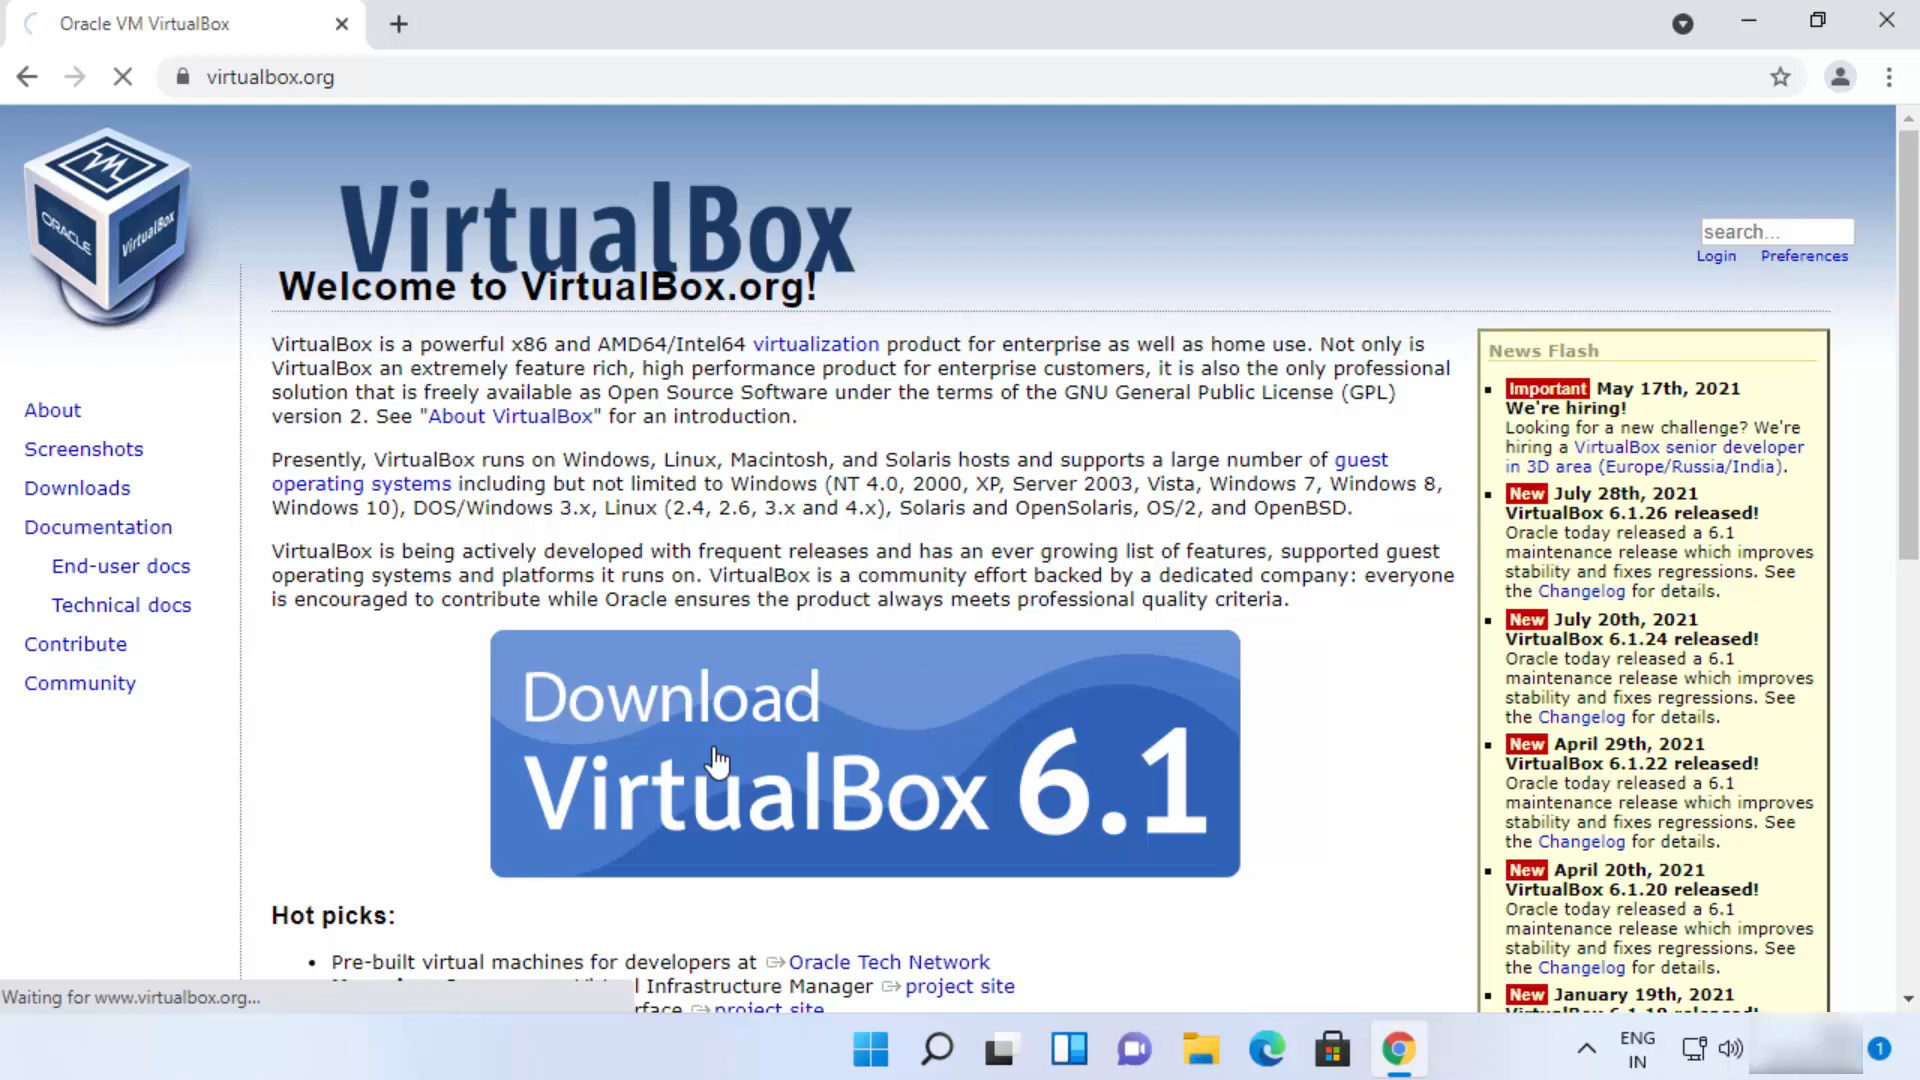 Oracle VM VirtualBox
virtualbox.org
ORACLE
VirtualBox
VirtualBox
search...
Login Preferences
Welcome to VirtualBox.org!
About
Screenshots
Downloads
Documentation
End-user docs
Technical docs
Contribute
Community
VirtualBox is a powerful x86 and AMD64/Intel64 virtualization product for enterprise as well as home use. Not only is
VirtualBox an extremely feature rich, high performance product for enterprise customers, it is also the only professional
solution that is freely available as Open Source Software under the terms of the GNU General Public License (GPL)
version 2. See "About VirtualBox" for an introduction.
Presently, VirtualBox runs on Windows, Linux, Macintosh, and Solaris hosts and supports a large number of guest
operating systems including but not limited to Windows (NT 4.0, 2000, XP, Server 2003, Vista, Windows 7, Windows 8,
Windows 10), DOS/Windows 3.x, Linux (2.4, 2.6, 3.x and 4.x), Solaris and OpenSolaris, OS/2, and OpenBSD.
VirtualBox is being actively developed with frequent releases and has an ever growing list of features, supported guest
operating systems and platforms it runs on. VirtualBox is a community effort backed by a dedicated company: everyone
is encouraged to contribute while Oracle ensures the product always meets professional quality criteria.
Download
VirtualBox 6.1
Hot picks:
• Pre-built virtual machines for developers at Oracle Tech Network
l Infrastructure Manager project site
rface project site
News Flash
Important May 17th, 2021
We're hiring!
Looking for a new challenge? We're
hiring a VirtualBox senior developer
in 3D area (Europe/Russia/India).
New July 28th, 2021
VirtualBox 6.1.26 released!
Oracle today released a 6.1
maintenance release which improves
stability and fixes regressions. See
the Changelog for details.
New July 20th, 2021
VirtualBox 6.1.24 released!
Oracle today released a 6.1
maintenance release which improves
stability and fixes regressions. See
the Changelog for details.
New April 29th, 2021
VirtualBox 6.1.22 released!
Oracle today released a 6.1
maintenance release which improves
stability and fixes regressions. See
the Changelog for details.
New April 20th, 2021
VirtualBox 6.1.20 released!
Oracle today released a 6.1
maintenance release which improves
stability and fixes regressions. See
the Changelog for details.
New January 19th, 2021
Waiting for www.virtualbox.org...
ENG
IN
1